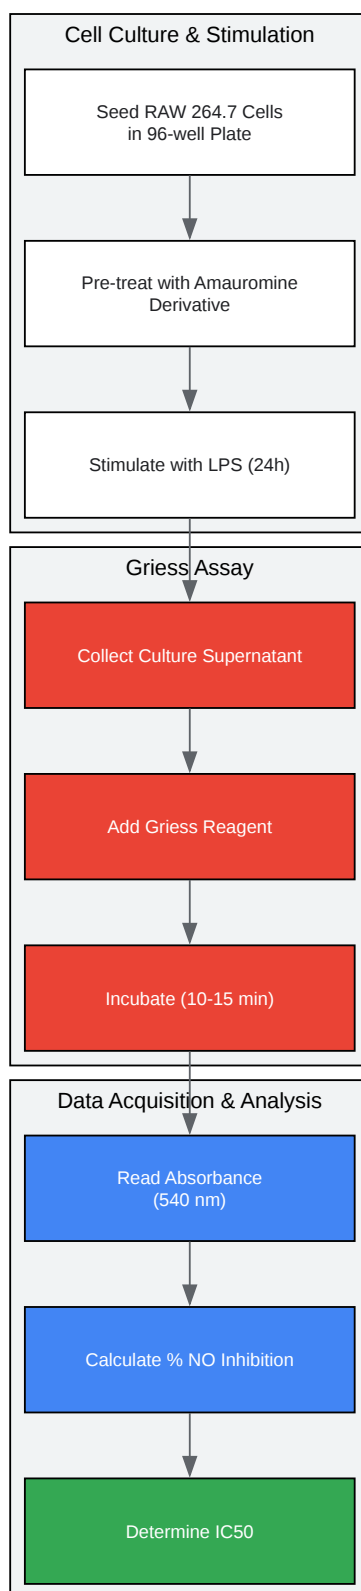 Cell Culture & Stimulation
Seed RAW 264.7 Cells
in 96-well Plate
Pre-treat with Amauromine
Derivative
Stimulate with LPS (24h)
Griess Assay
Collect Culture Supernatant
Add Griess Reagent
Incubate (10-15 min)
Data Acquisition & Analysis
Read Absorbance
(540 nm)
Calculate % NO Inhibition
Determine IC50